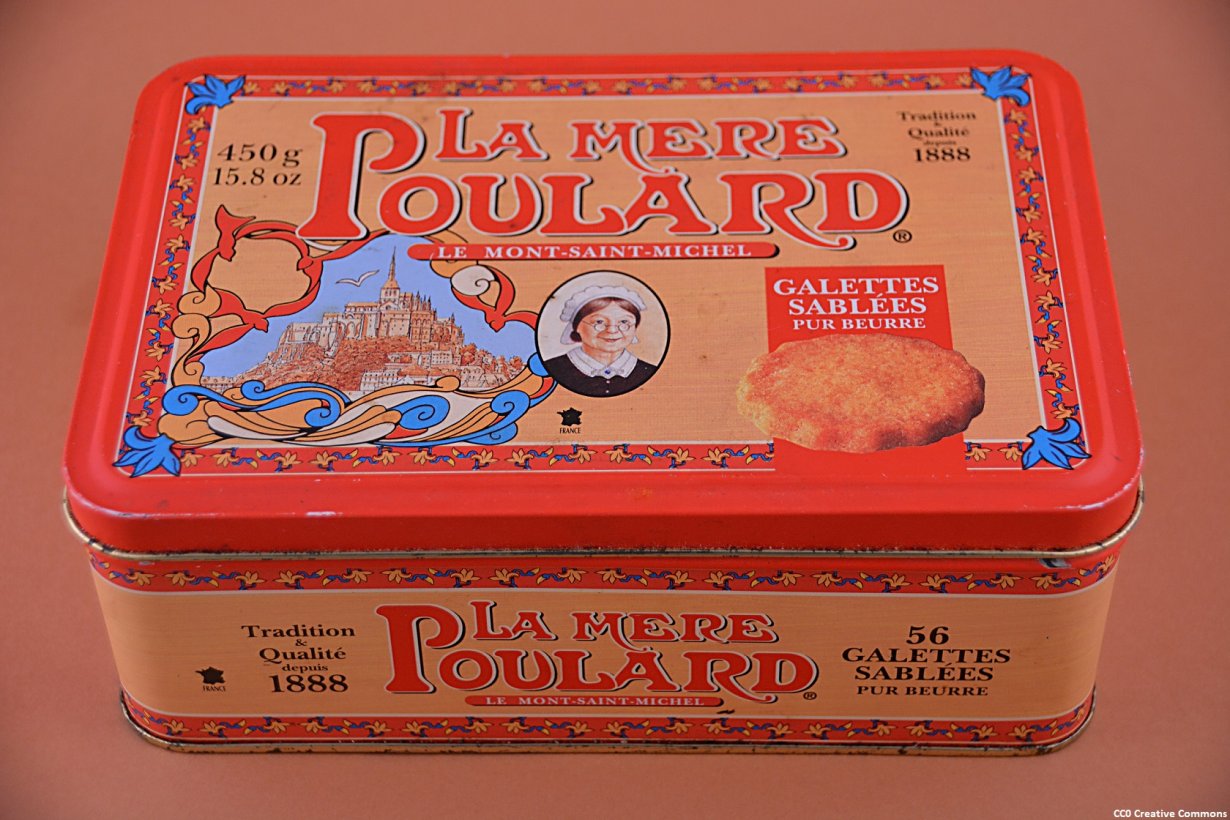 450 g
15.8 oz
LA MERE
POULARD
®
LE MONT-SAINT-MICHEL
Tradition
&
Qualité
depuis
1888
GALETTES
SABLÉES
PUR BEURRE
FRANCE
FRANCE
Tradition
&
Qualité
depuis
1888
LA MERE
POULARD
®
LE MONT-SAINT-MICHEL
56
GALETTES
SABLÉES
PUR BEURRE
CC0 Creative Commons